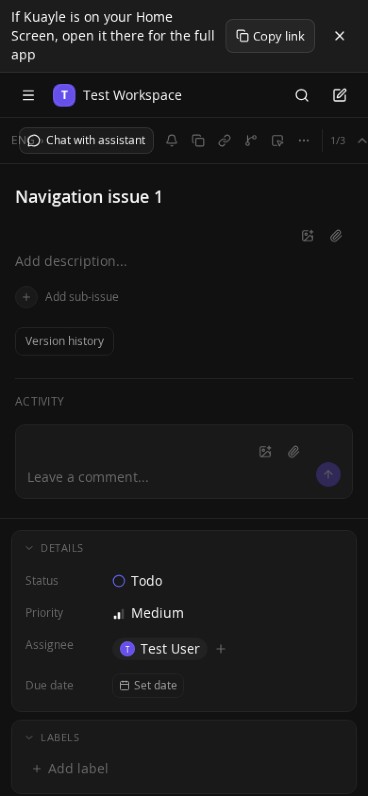 If Kuayle is on your Home
Screen, open it there for the full
app
Copy link
T
Test Workspace
Chat with assistant
1/3
Navigation issue 1
Add description...
Add sub-issue
Version history
ACTIVITY
Leave a comment...
DETAILS
Status
Todo
Priority
Medium
Assignee
T Test User
Due date
Set date
LABELS
Add label